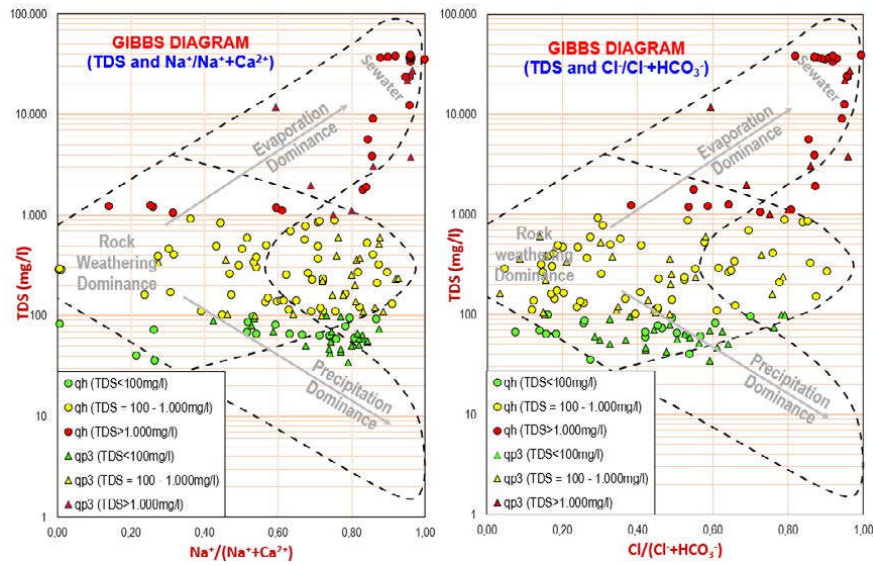 100.000
10.000
1.000
100
10
1
TDS (mg/l)
GIBBS DIAGRAM
(TDS and Na⁺/Na⁺+Ca²⁺)
Sewater
Evaporation
Dominance
Rock
Weathering
Dominance
Precipitation
Dominance
qh (TDS<100mg/l)
qh (TDS = 100 - 1.000mg/l)
qh (TDS>1.000mg/l)
qp3 (TDS<100mg/l)
qp3 (TDS = 100 - 1.000mg/l)
qp3 (TDS>1.000mg/l)
0,00 0,20 0,40 0,60 0,80 1,00
Na⁺/(Na⁺+Ca²⁺)
100.000
10.000
1.000
100
10
1
TDS (mg/l)
GIBBS DIAGRAM
(TDS and Cl⁻/Cl⁻+HCO₃⁻)
Sewater
Evaporation
Dominance
Rock
weathering
Dominance
Precipitation
Dominance
qh (TDS<100mg/l)
qh (TDS = 100 - 1.000mg/l)
qh (TDS>1.000mg/l)
qp3 (TDS<100mg/l)
qp3 (TDS = 100 - 1.000mg/l)
qp3 (TDS>1.000mg/l)
0,00 0,20 0,40 0,60 0,80 1,00
Cl/(Cl⁻+HCO₃⁻)